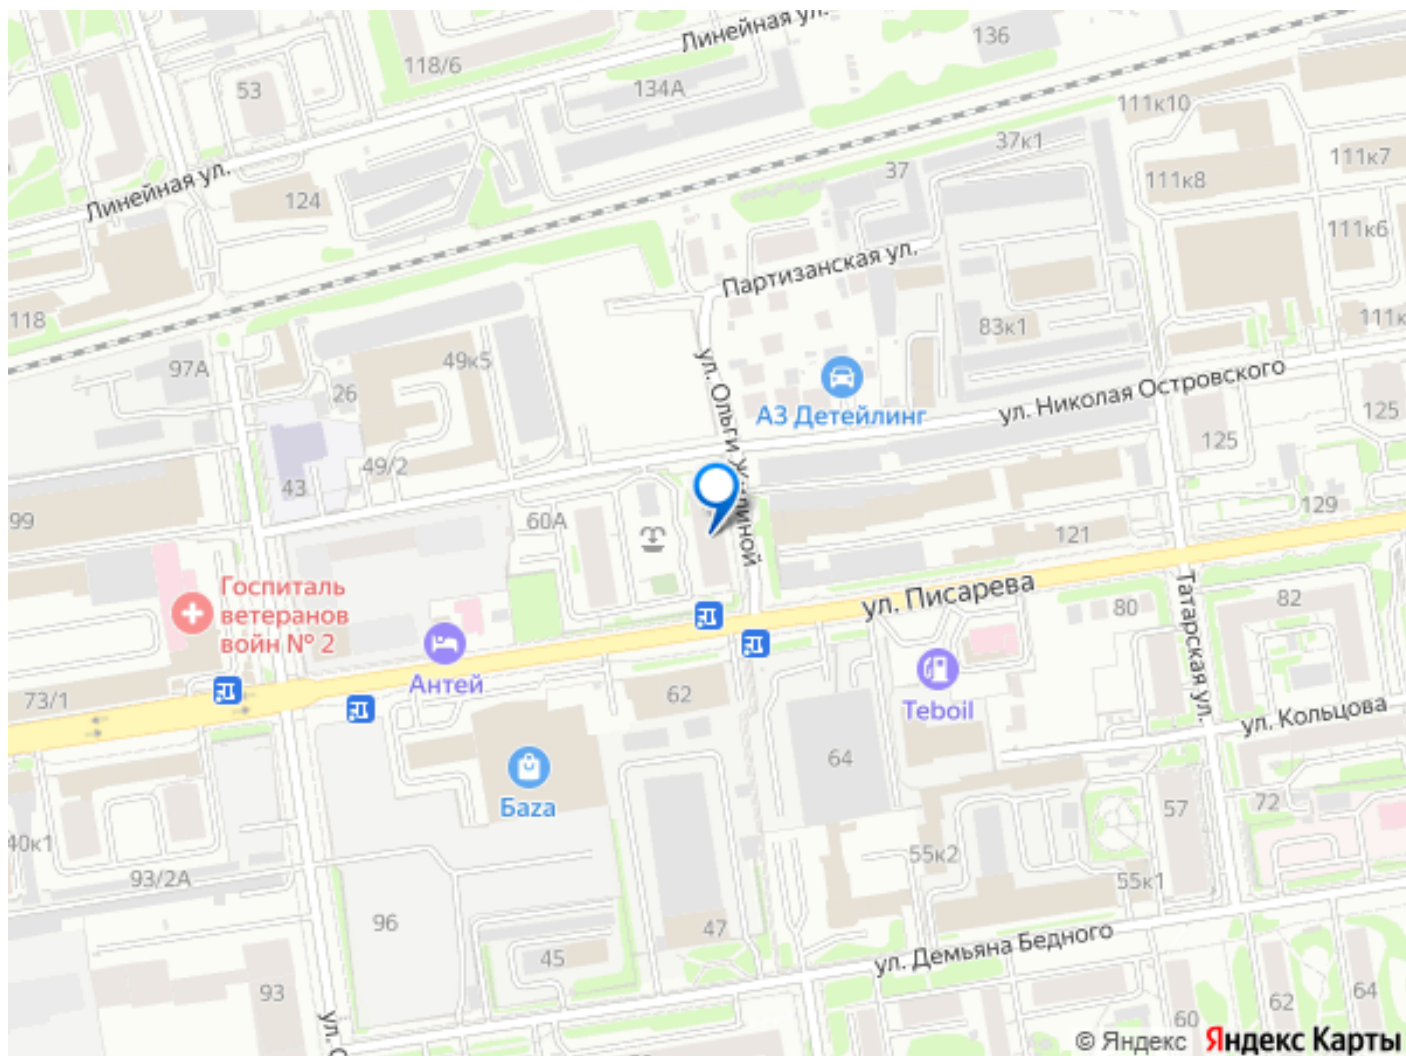 Линейная ул.
136
118/6
53
134А
111к10
37к1
111к7
37
111к8
Линейная ул.
124
111к6
Партизанская ул.
118
83к1
111к
97А
49к5
ул. Ольги Ж
линой
26
АЗ Детейлинг
ул. Николая Островского
125
125
49/2
43
99
60А
129
121
Госпиталь
ветеранов
войн № 2
ул. Писарева
80
82
Татарская ул.
Антей
73/1
62
Teboil
ул. Кольцова
64
Бaza
57
72
40к1
55к2
93/2А
55к1
96
47
ул. Демьяна Бедного
45
93
62
64
60
ул. С
© Яндекс
Яндекс Карты